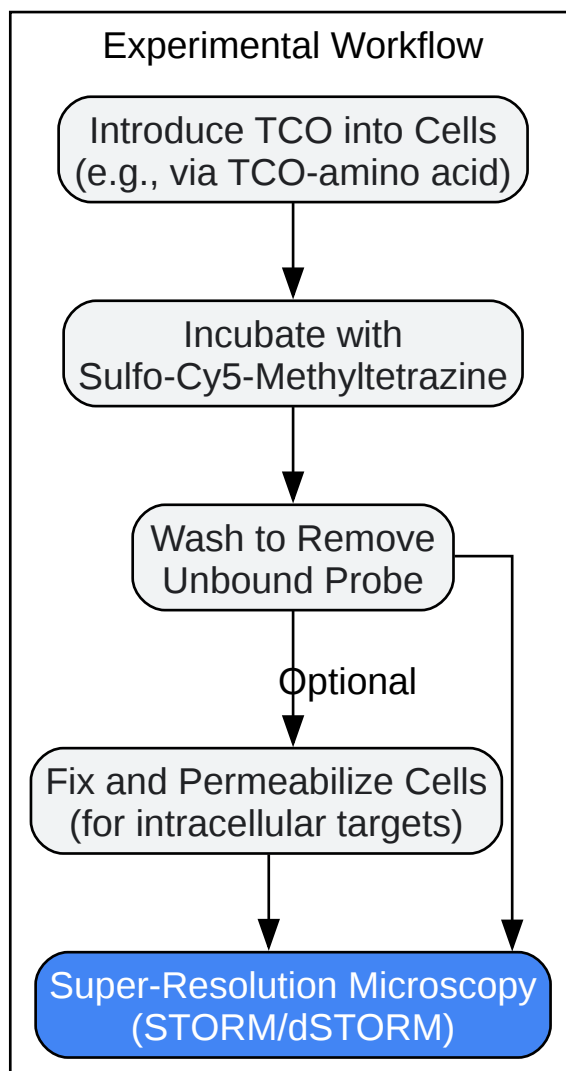 Experimental Workflow
Introduce TCO into Cells
(e.g., via TCO-amino acid)
Incubate with
Sulfo-Cy5-Methyltetrazine
Wash to Remove
Unbound Probe
Optional
Fix and Permeabilize Cells
(for intracellular targets)
Super-Resolution Microscopy
(STORM/dSTORM)